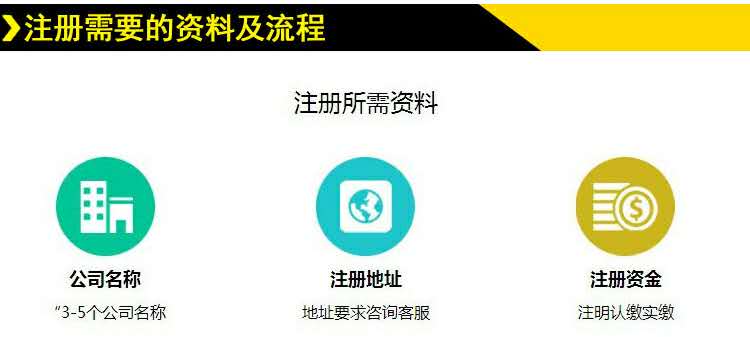 注册需要的资料及流程
注册所需资料
公司名称
注册地址
注册资金
“3-5个公司名称
地址要求咨询客服
注明认缴实缴